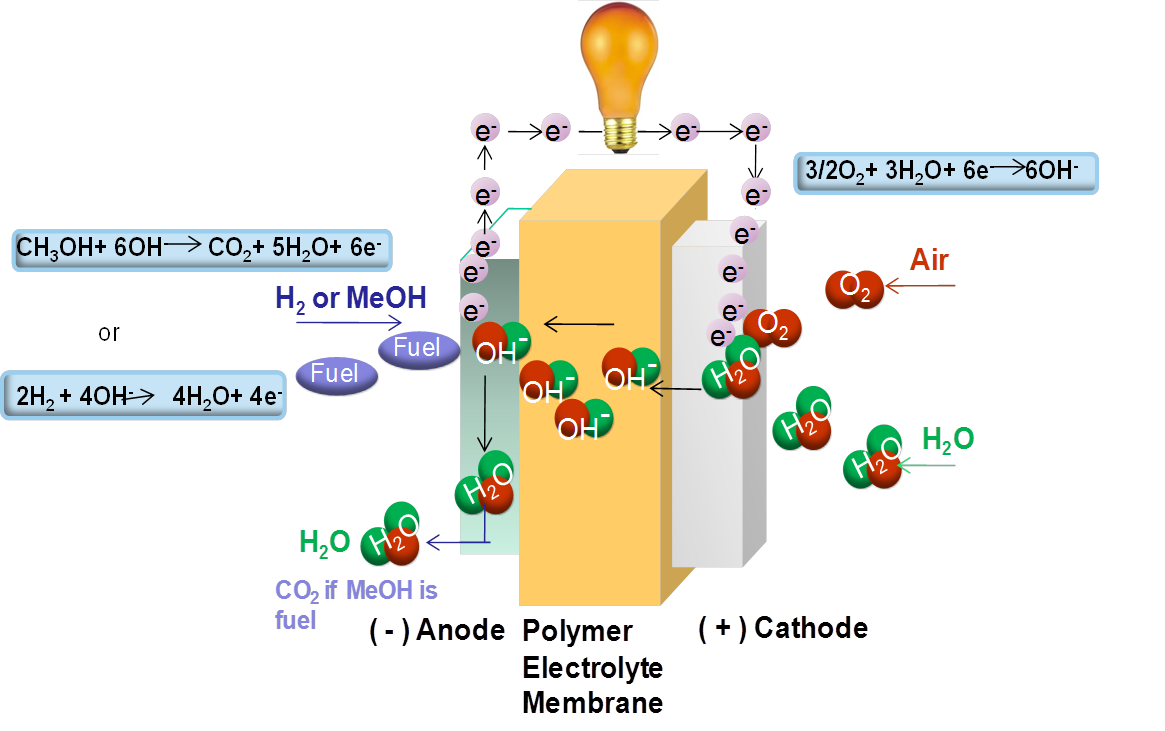 e⁻ e⁻ e⁻ e⁻
e⁻ e⁻
3/2O₂+ 3H₂O+ 6e⟶6OH⁻
e⁻ e⁻
CH₃OH+ 6OH⁻⟶ CO₂+ 5H₂O+ 6e⁻
e⁻ e⁻
Air
O₂
H₂ or MeOH
e⁻ e⁻
O₂
or
Fuel
Fuel
e⁻
OH⁻
H₂O
OH⁻
OH⁻
2H₂ + 4OH⁻→ 4H₂O+ 4e⁻
OH⁻
H₂O
H₂O
H₂O
H₂O
H₂O
H₂O
CO₂ if MeOH is
fuel
( - ) Anode
Polymer
Electrolyte
Membrane
( + ) Cathode